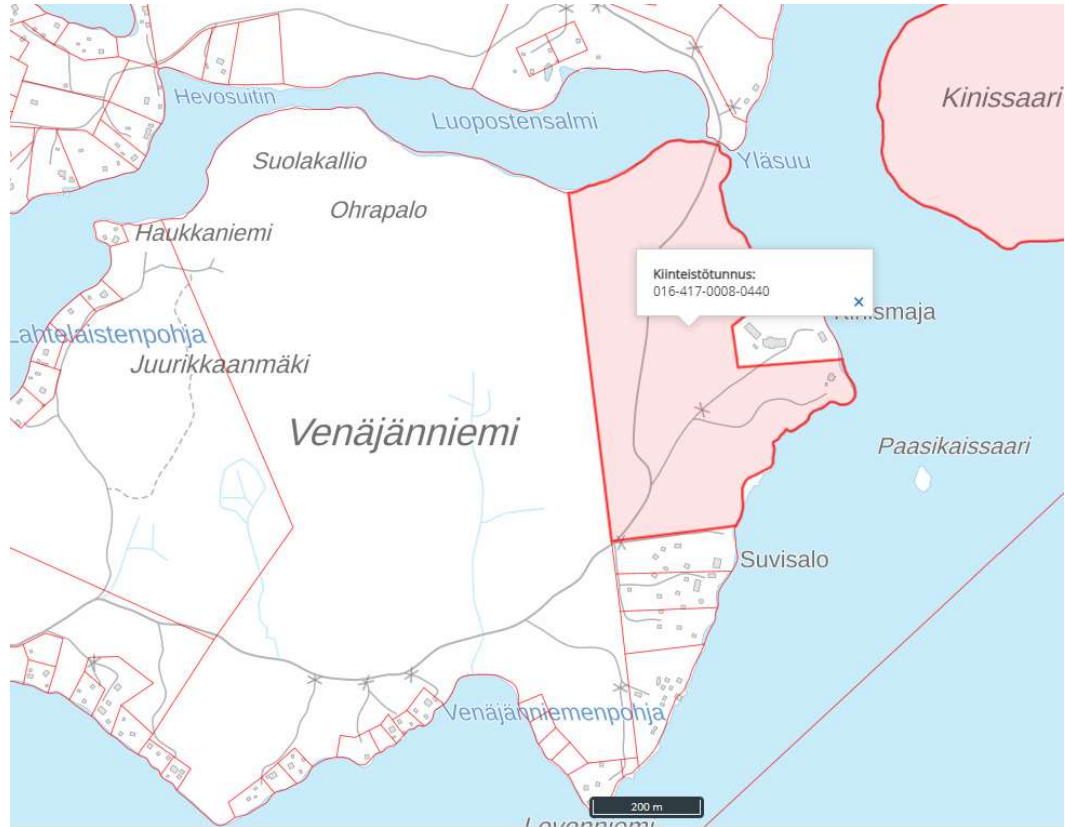 Hevosuitin
Kinissaari
Luopostensalmi
Suolakallio
Yläsuu
Ohrapalo
Haukkaniemi
Kiinteistötunnus:
016-417-0008-0440
×
Lahtelaistenpohja
Juurikkaanmäki
Venäjänniemi
Paasikaissaari
Suvisalo
Venäjänniemenpohja
200 m